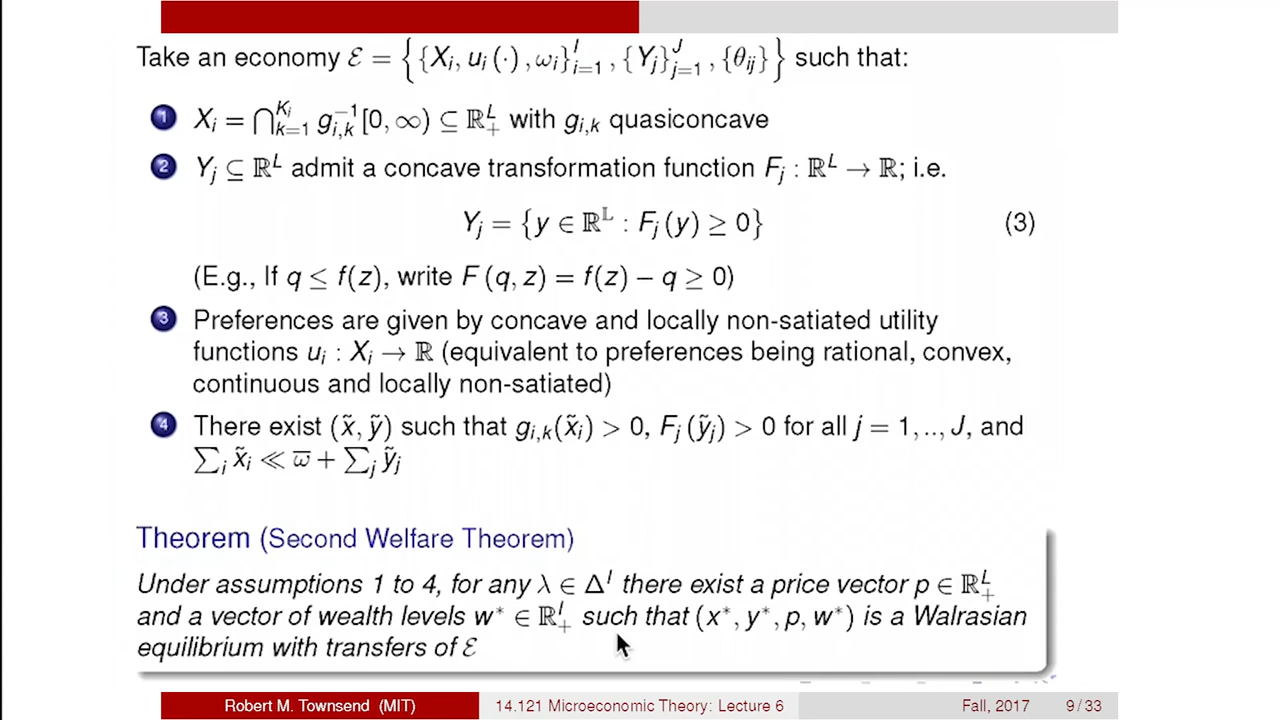 Take an economy ℰ = { {X_i, u_i (·) , ω_i}_{i=1}^I , {Y_j}_{j=1}^J , {θ_ij} } such that:
1 X_i = ⋂_{k=1}^{K_i} g_{i,k}^{-1}[0, ∞) ⊆ ℝ_+^L with g_{i,k} quasiconcave
2 Y_j ⊆ ℝ^L admit a concave transformation function F_j : ℝ^L → ℝ; i.e.
Y_j = {y ∈ ℝ^𝕃 : F_j (y) ≥ 0} (3)
(E.g., If q ≤ f(z), write F (q, z) = f(z) − q ≥ 0)
3 Preferences are given by concave and locally non-satiated utility
functions u_i : X_i → ℝ (equivalent to preferences being rational, convex,
continuous and locally non-satiated)
4 There exist (x̃, ỹ) such that g_{i,k}(x̃_i) > 0, F_j (ỹ_j) > 0 for all j = 1, .., J, and
∑_i x̃_i ≪ ω̅ + ∑_j ỹ_j
Theorem (Second Welfare Theorem)
Under assumptions 1 to 4, for any λ ∈ Δ^I there exist a price vector p ∈ ℝ_+^L
and a vector of wealth levels w* ∈ ℝ_+^I such that (x*, y*, p, w*) is a Walrasian
equilibrium with transfers of ℰ
Robert M. Townsend (MIT) 14.121 Microeconomic Theory: Lecture 6 Fall, 2017 9 / 33